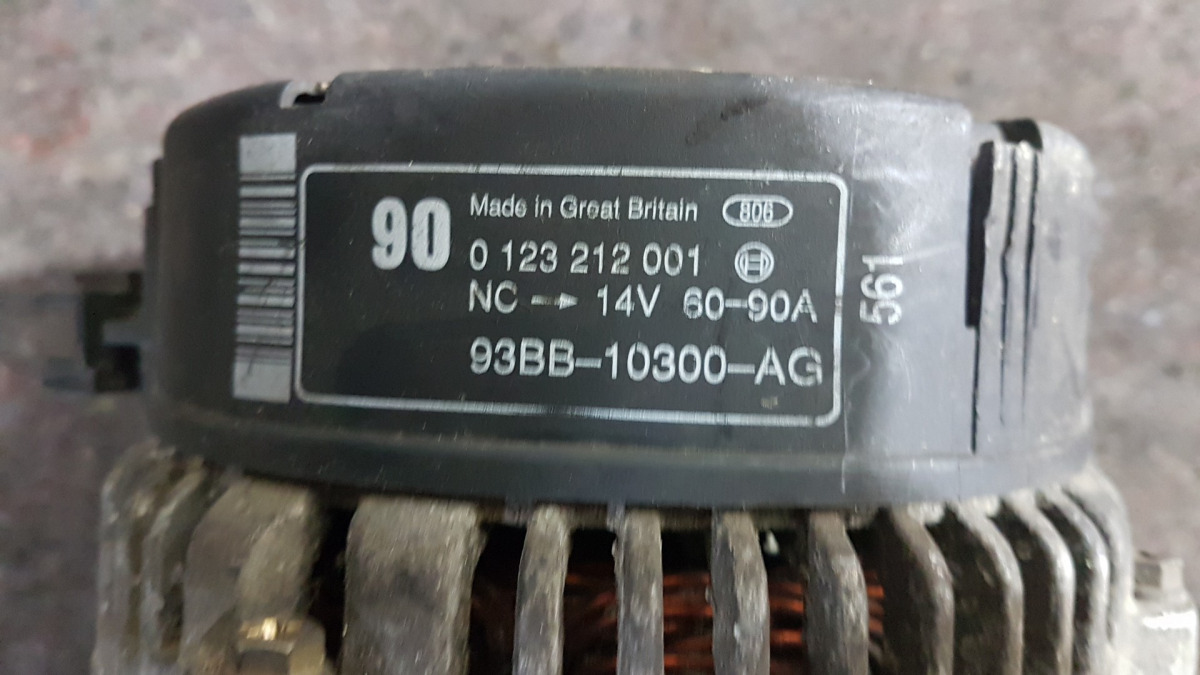 90
Made in Great Britain 806
0 123 212 001
NC → 14V 60-90A
93BB-10300-AG
561